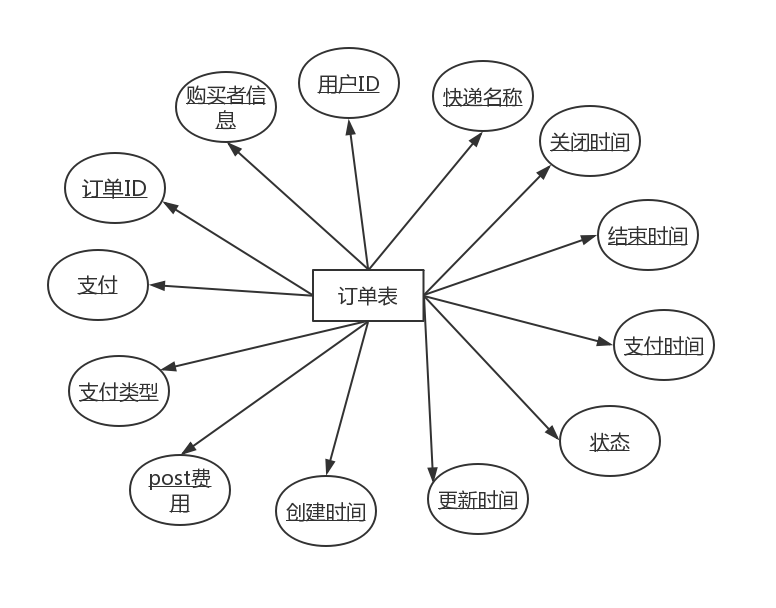 用户ID
快递名称
购买者信
息
关闭时间
订单ID
结束时间
支付
订单表
支付时间
支付类型
状态
post费
用
更新时间
创建时间